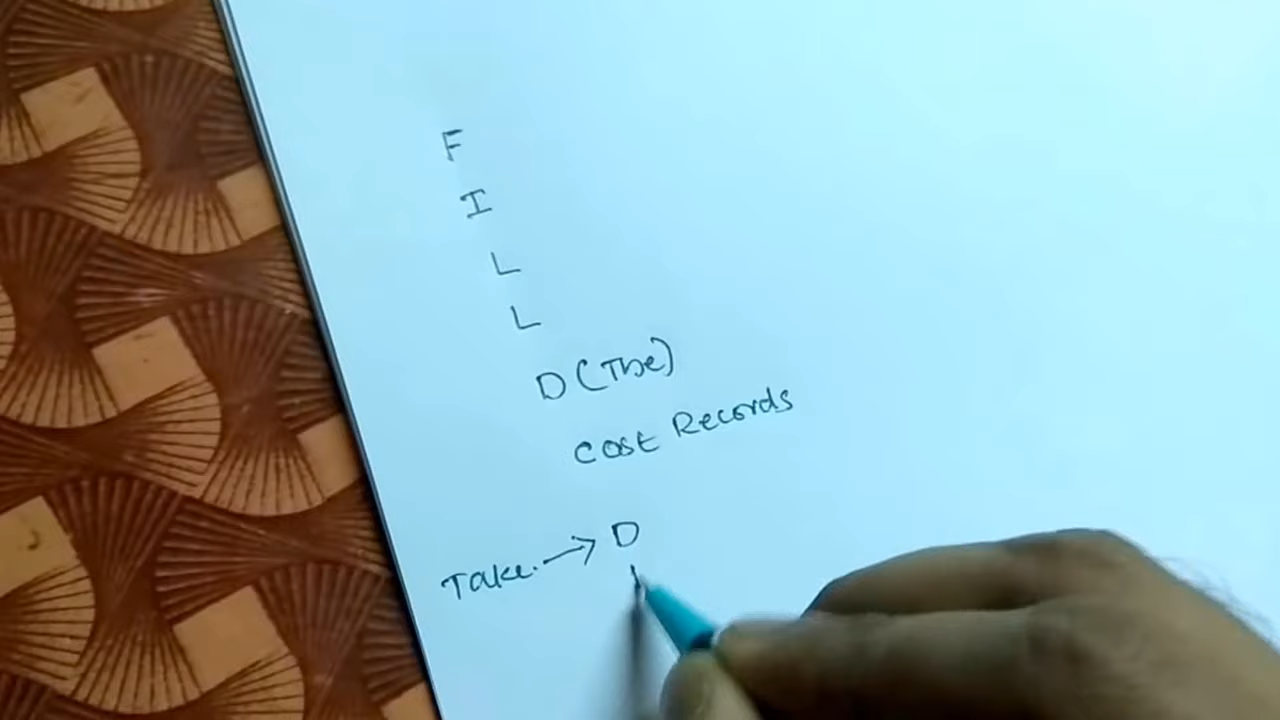 F
I
L
L
D (The)
Cost Records
Take. → D